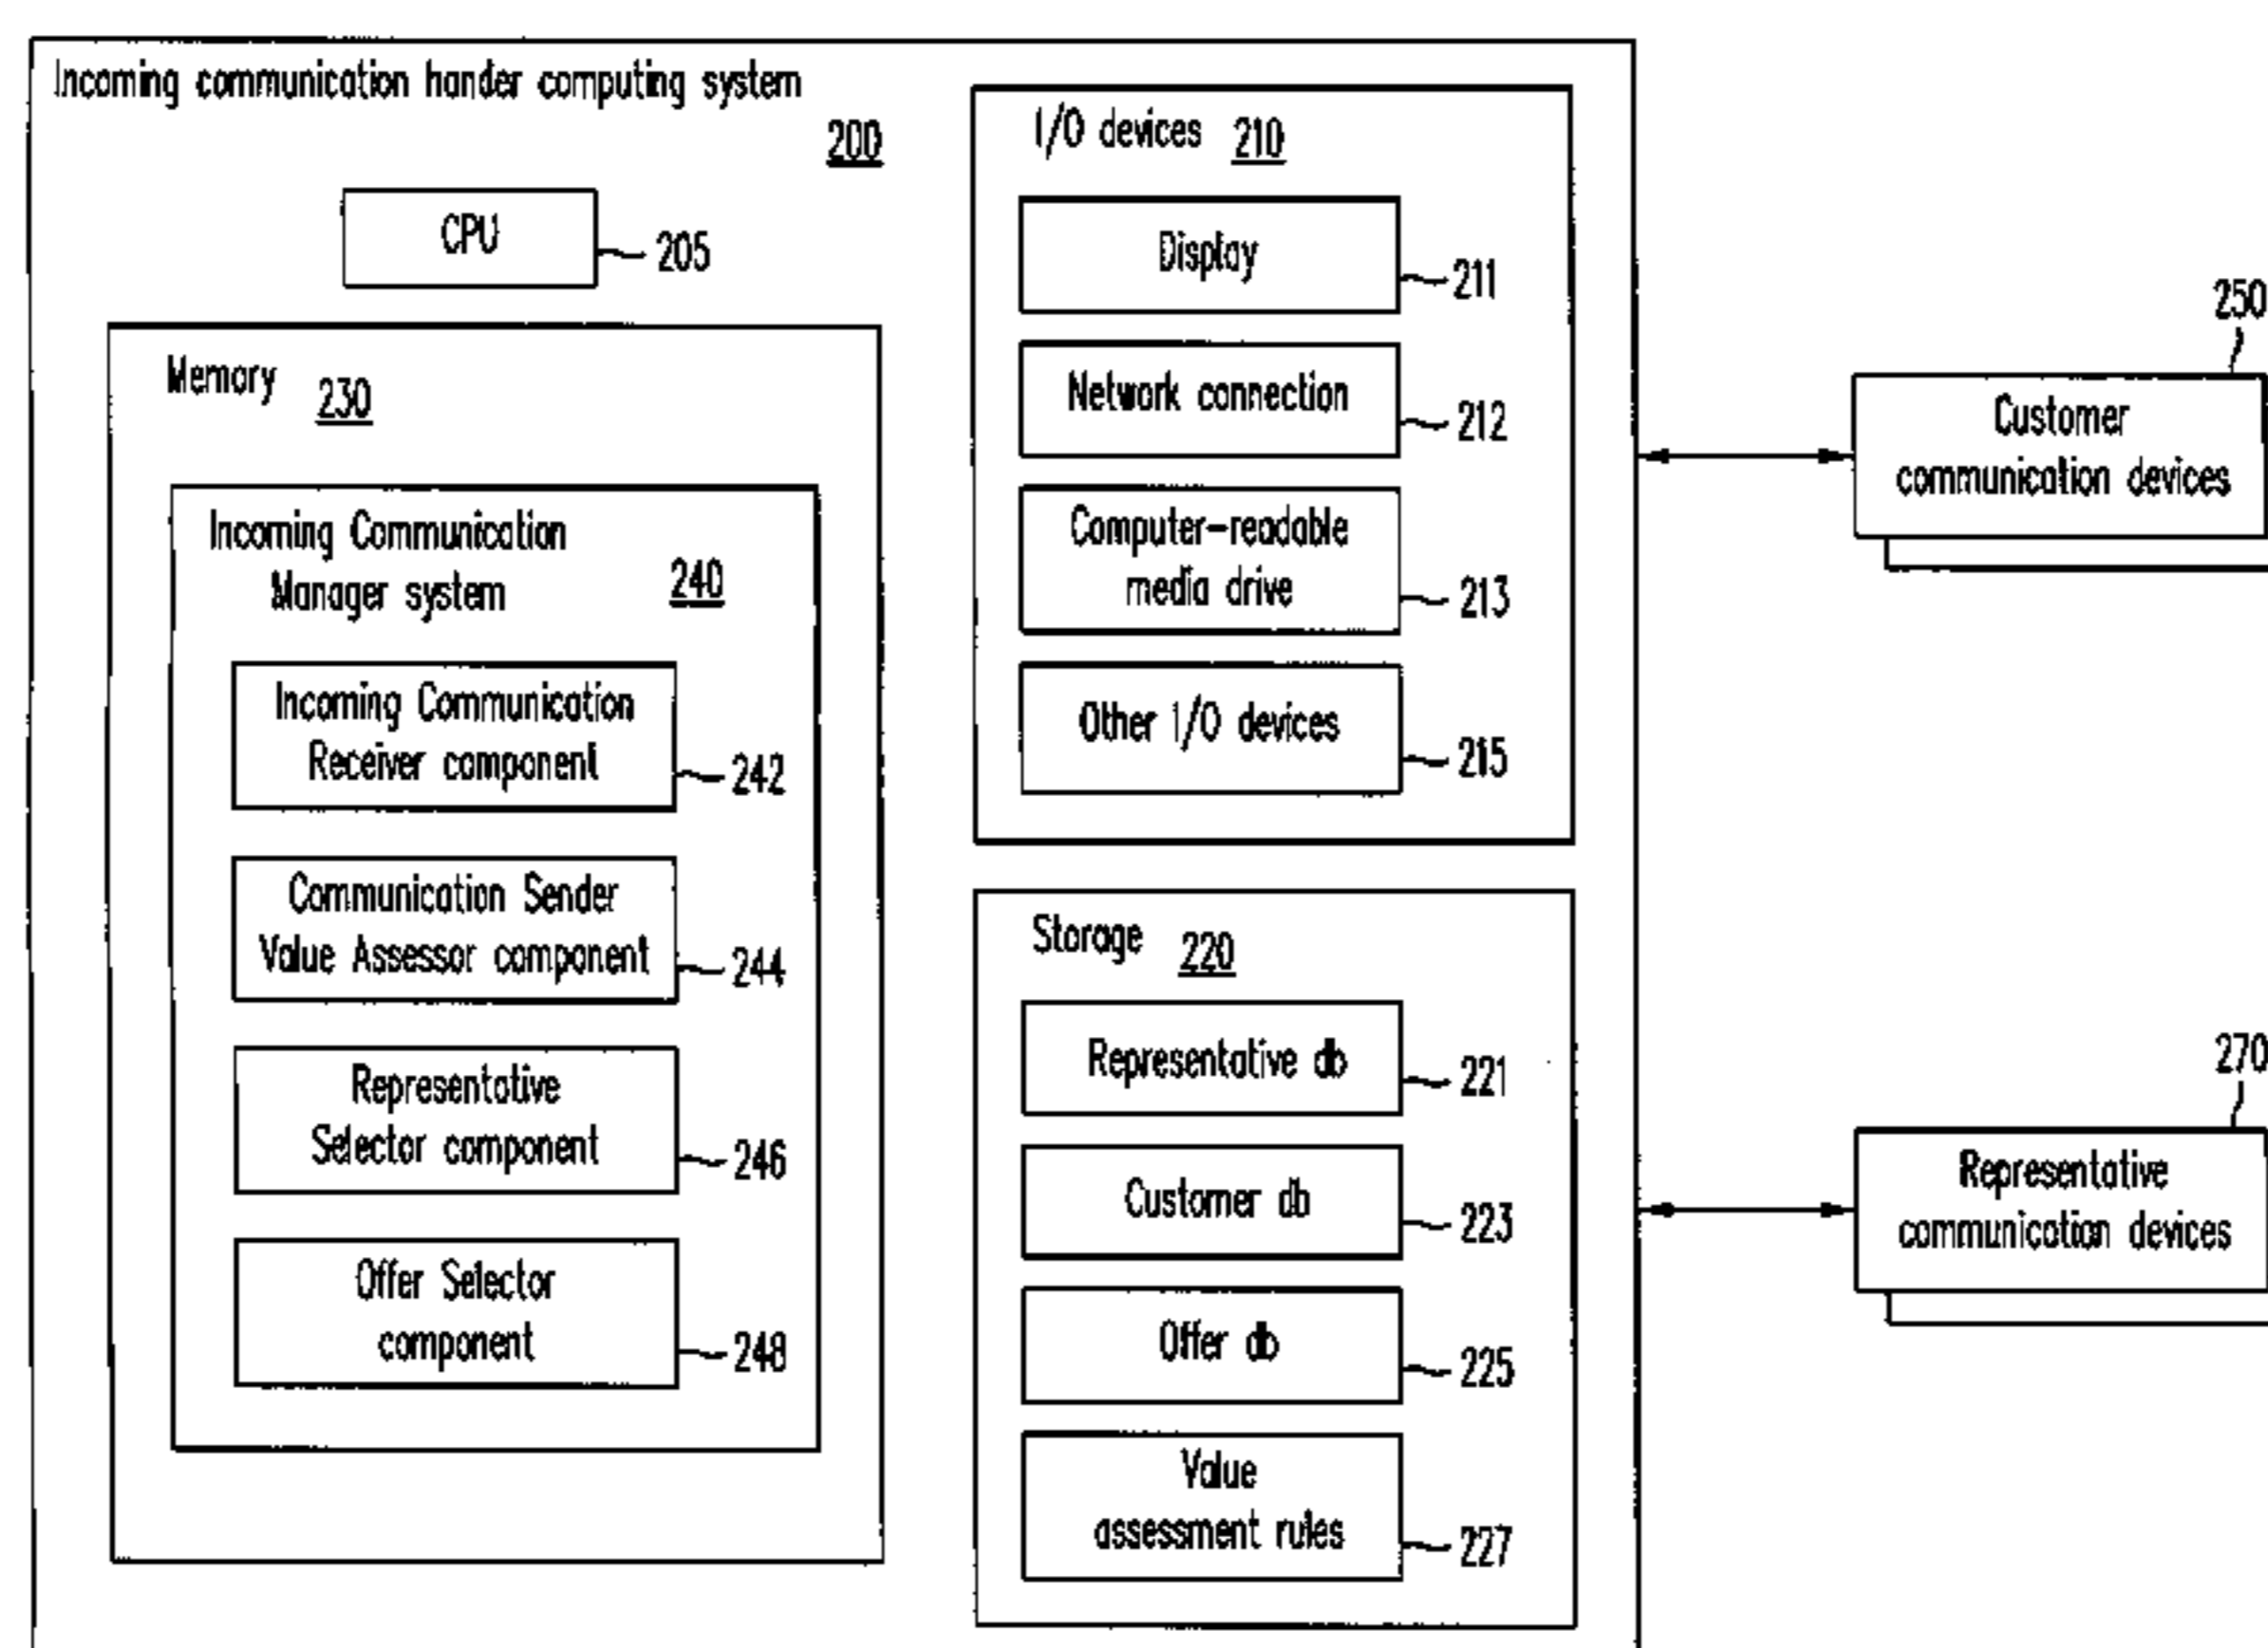 Incoming communication hander computing system
200
CPU
205
Memory
230
Incoming Communication
Manager system
240
Incoming Communication
Receiver component
242
Communication Sender
Value Assessor component
244
Representative
Selector component
246
Offer Selector
component
248
I/O devices
210
Display
211
Network connection
212
Computer-readable
media drive
213
Other I/O devices
215
Storage
220
Representative db
221
Customer db
223
Offer db
225
Value
assessment rules
227
250
Customer
communication devices
270
Representative
communication devices